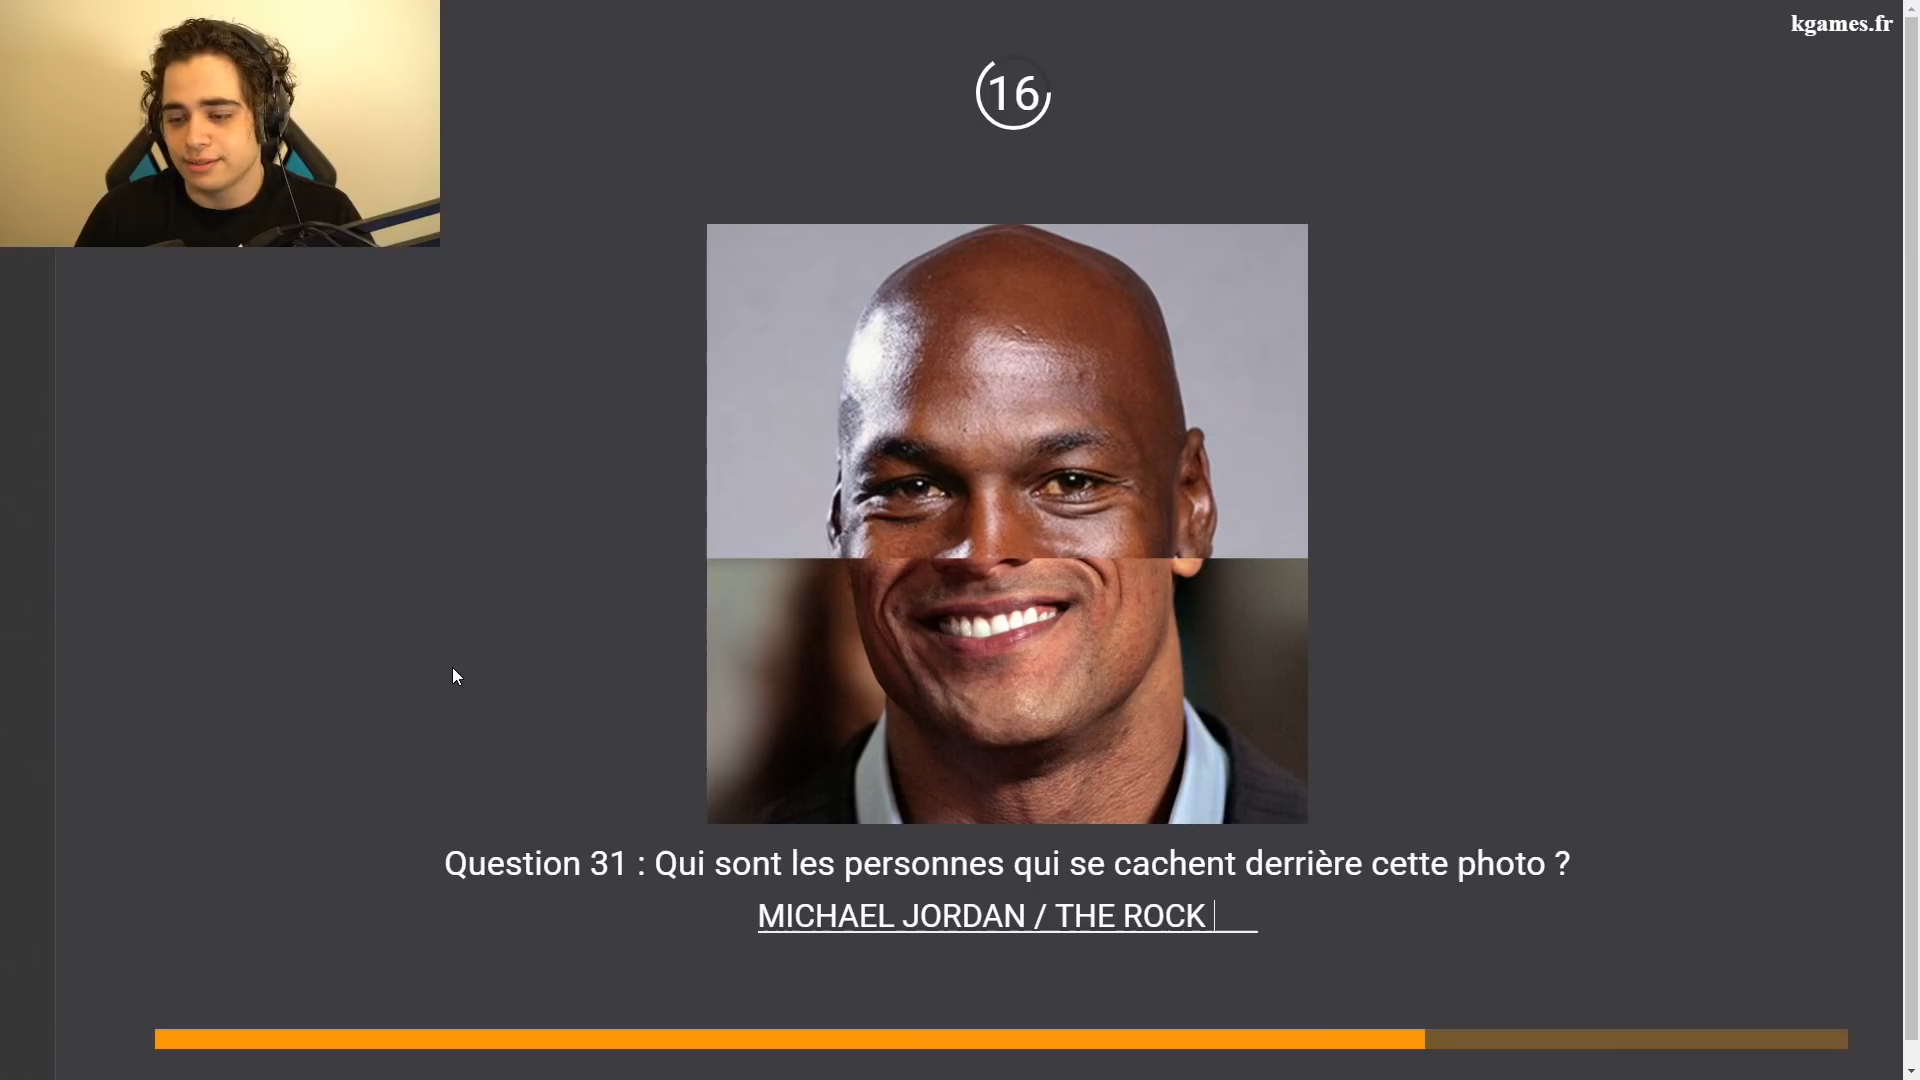 kgames.fr
16
Question 31 : Qui sont les personnes qui se cachent derrière cette photo ?
MICHAEL JORDAN / THE ROCK